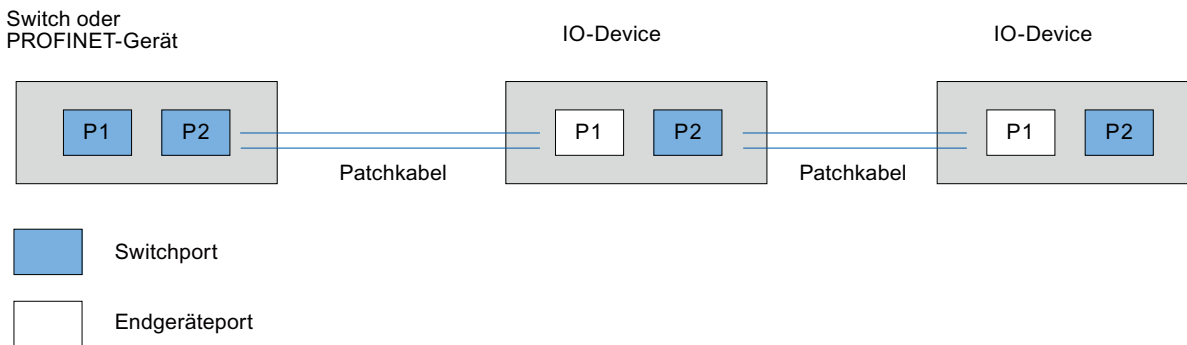 Switch oder
PROFINET-Gerät
IO-Device
IO-Device
P1
P2
P1
P2
P1
P2
Patchkabel
Patchkabel
Switchport
Endgeräteport